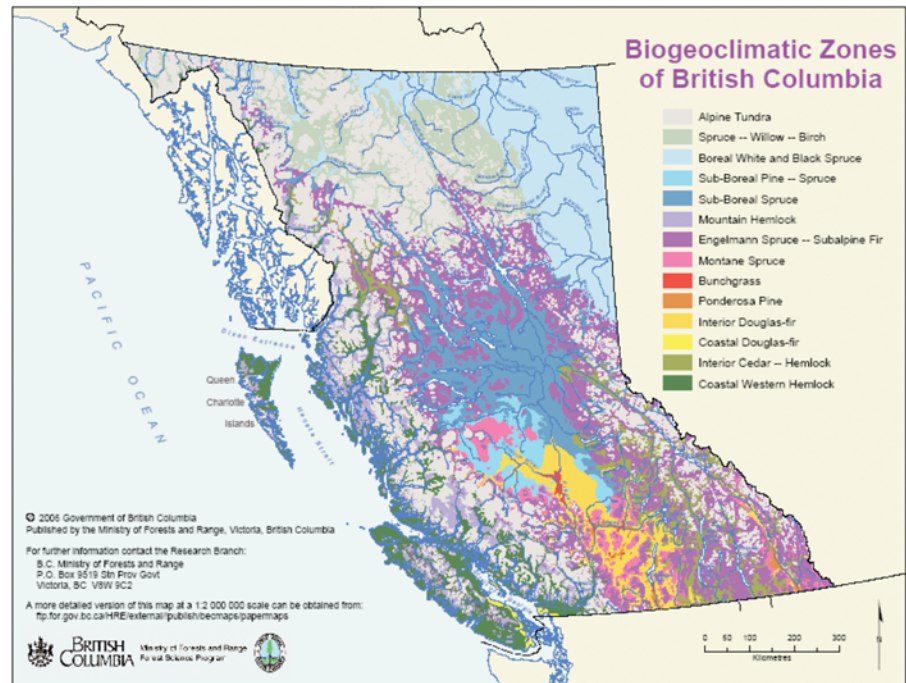 Biogeoclimatic Zones
of British Columbia
Alpine Tundra
Spruce -- Willow -- Birch
Boreal White and Black Spruce
Sub-Boreal Pine -- Spruce
Sub-Boreal Spruce
Mountain Hemlock
Engelmann Spruce -- Subalpine Fir
Montane Spruce
Bunchgrass
Ponderosa Pine
Interior Douglas-fir
Coastal Douglas-fir
Interior Cedar -- Hemlock
Coastal Western Hemlock
PACIFIC OCEAN
Dixon Entrance
Queen
Charlotte
Islands
Hecate Strait
© 2006 Government of British Columbia
Published by the Ministry of Forests and Range, Victoria, British Columbia
For further information contact the Research Branch:
B.C. Ministry of Forests and Range
P.O. Box 9519 Stn Prov Govt
Victoria, BC V8W 9C2
A more detailed version of this map at a 1:2 000 000 scale can be obtained from:
ftp.for.gov.bc.ca/HRE/external/publish/becmaps/papermaps
BRITISH
COLUMBIA
Ministry of Forests and Range
Forest Science Program
0 50 100 200 300
Kilometres
N